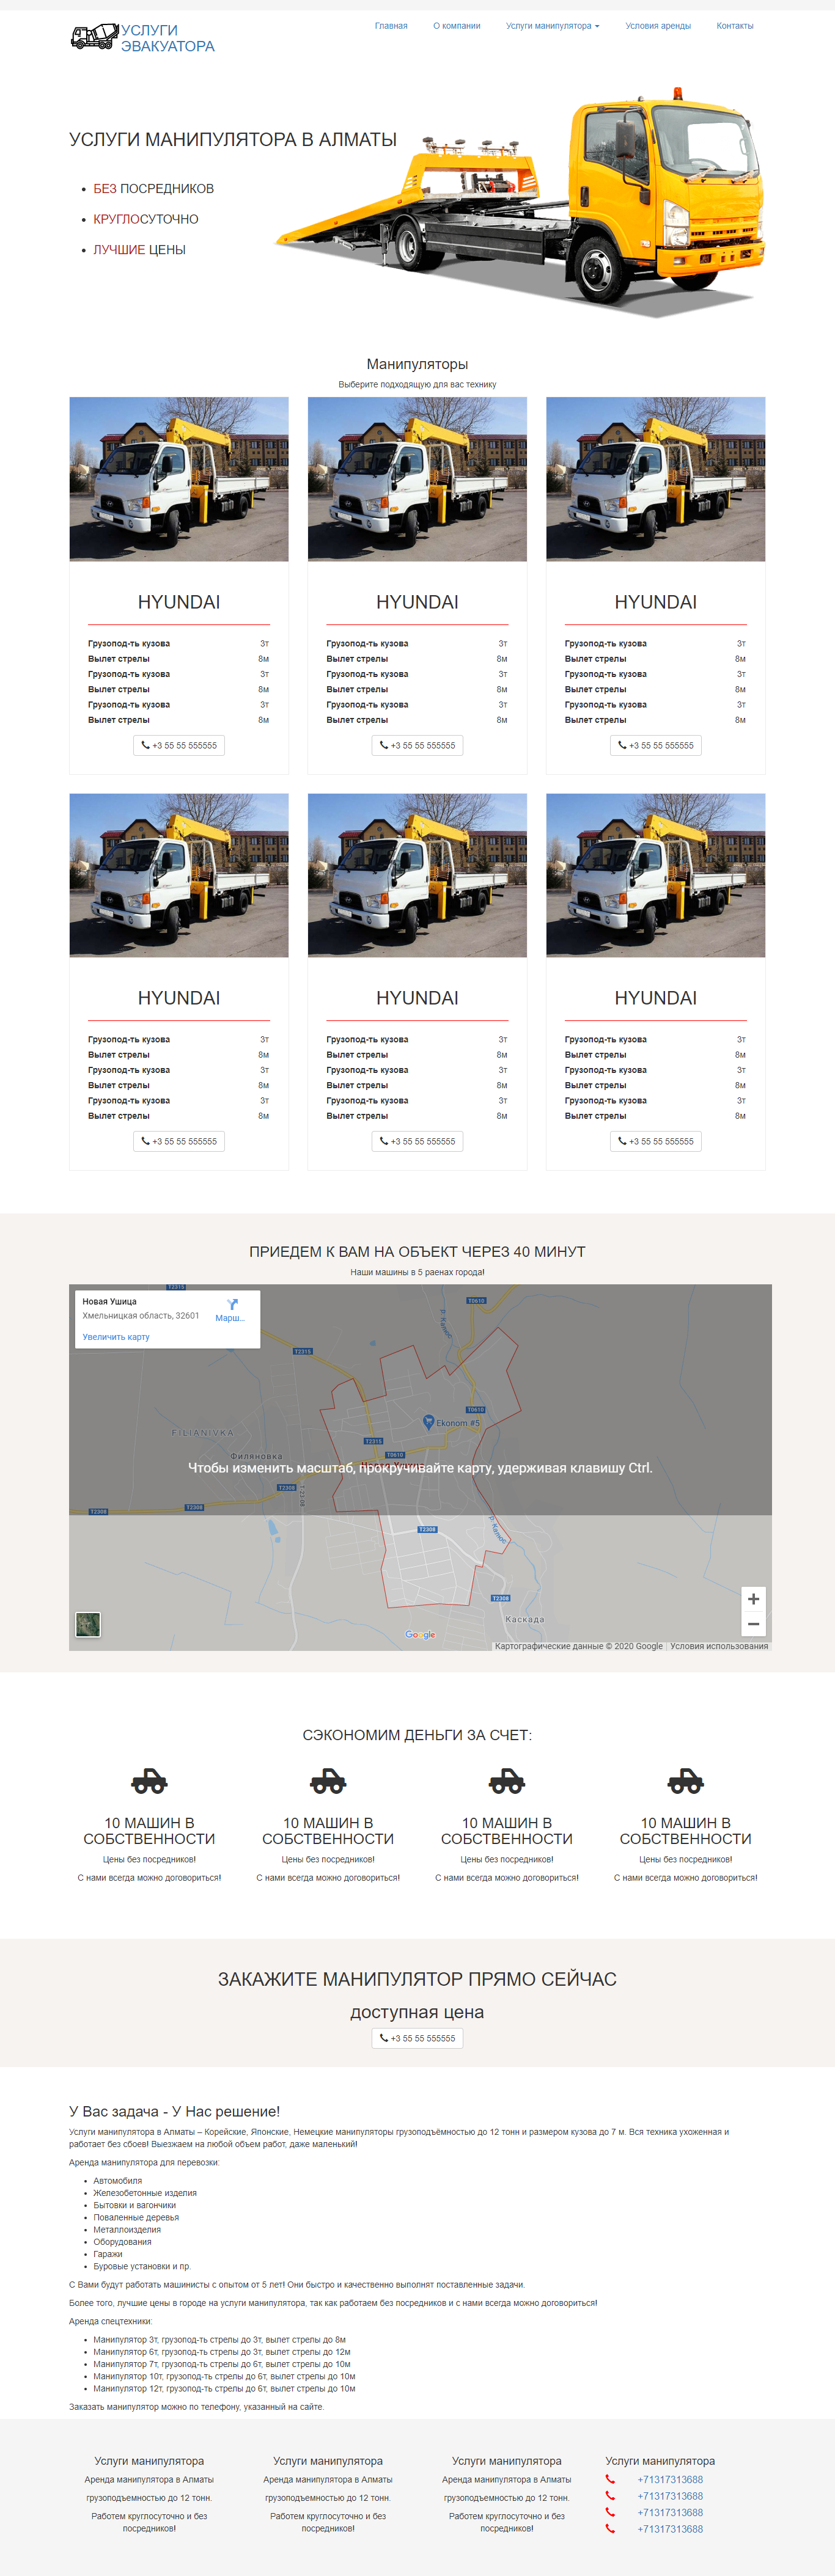 УСЛУГИ
ЭВАКУАТОРА
Главная О компании Услуги манипулятора Условия аренды Контакты
УСЛУГИ МАНИПУЛЯТОРА В АЛМАТЫ
БЕЗ ПОСРЕДНИКОВ
КРУГЛОСУТОЧНО
ЛУЧШИЕ ЦЕНЫ
Манипуляторы
Выберите подходящую для вас технику
HYUNDAI
Грузопод-ть кузова 3т
Вылет стрелы 8м
Грузопод-ть кузова 3т
Вылет стрелы 8м
Грузопод-ть кузова 3т
Вылет стрелы 8м
+3 55 55 555555
HYUNDAI
Грузопод-ть кузова 3т
Вылет стрелы 8м
Грузопод-ть кузова 3т
Вылет стрелы 8м
Грузопод-ть кузова 3т
Вылет стрелы 8м
+3 55 55 555555
HYUNDAI
Грузопод-ть кузова 3т
Вылет стрелы 8м
Грузопод-ть кузова 3т
Вылет стрелы 8м
Грузопод-ть кузова 3т
Вылет стрелы 8м
+3 55 55 555555
HYUNDAI
Грузопод-ть кузова 3т
Вылет стрелы 8м
Грузопод-ть кузова 3т
Вылет стрелы 8м
Грузопод-ть кузова 3т
Вылет стрелы 8м
+3 55 55 555555
HYUNDAI
Грузопод-ть кузова 3т
Вылет стрелы 8м
Грузопод-ть кузова 3т
Вылет стрелы 8м
Грузопод-ть кузова 3т
Вылет стрелы 8м
+3 55 55 555555
HYUNDAI
Грузопод-ть кузова 3т
Вылет стрелы 8м
Грузопод-ть кузова 3т
Вылет стрелы 8м
Грузопод-ть кузова 3т
Вылет стрелы 8м
+3 55 55 555555
ПРИЕДЕМ К ВАМ НА ОБЪЕКТ ЧЕРЕЗ 40 МИНУТ
Наши машины в 5 раенах города!
Новая Ушица
Хмельницкая область, 32601
Марш...
Увеличить карту
T2315
T0610
р. Калюс
T2315
T0610
Ekonom #5
FILIANIVKA
T2315
Филяновка
T0610
Чтобы изменить масштаб, прокручивайте карту, удерживая клавишу Ctrl.
T2308
T-23-08
T2308
T2308
T2308
р. Калюс
T2308
Каскада
Google
Картографические данные © 2020 Google Условия использования
СЭКОНОМИМ ДЕНЬГИ ЗА СЧЕТ:
10 МАШИН В
СОБСТВЕННОСТИ
Цены без посредников!
С нами всегда можно договориться!
10 МАШИН В
СОБСТВЕННОСТИ
Цены без посредников!
С нами всегда можно договориться!
10 МАШИН В
СОБСТВЕННОСТИ
Цены без посредников!
С нами всегда можно договориться!
10 МАШИН В
СОБСТВЕННОСТИ
Цены без посредников!
С нами всегда можно договориться!
ЗАКАЖИТЕ МАНИПУЛЯТОР ПРЯМО СЕЙЧАС
доступная цена
+3 55 55 555555
У Вас задача - У Нас решение!
Услуги манипулятора в Алматы – Корейские, Японские, Немецкие манипуляторы грузоподъёмностью до 12 тонн и размером кузова до 7 м. Вся техника ухоженная и
работает без сбоев! Выезжаем на любой объем работ, даже маленький!
Аренда манипулятора для перевозки:
Автомобиля
Железобетонные изделия
Бытовки и вагончики
Поваленные деревья
Металлоизделия
Оборудования
Гаражи
Буровые установки и пр.
С Вами будут работать машинисты с опытом от 5 лет! Они быстро и качественно выполнят поставленные задачи.
Более того, лучшие цены в городе на услуги манипулятора, так как работаем без посредников и с нами всегда можно договориться!
Аренда спецтехники:
Манипулятор 3т, грузопод-ть стрелы до 3т, вылет стрелы до 8м
Манипулятор 6т, грузопод-ть стрелы до 3т, вылет стрелы до 12м
Манипулятор 7т, грузопод-ть стрелы до 6т, вылет стрелы до 10м
Манипулятор 10т, грузопод-ть стрелы до 6т, вылет стрелы до 10м
Манипулятор 12т, грузопод-ть стрелы до 6т, вылет стрелы до 10м
Заказать манипулятор можно по телефону, указанный на сайте.
Услуги манипулятора
Аренда манипулятора в Алматы
грузоподъемностью до 12 тонн.
Работем круглосуточно и без
посредников!
Услуги манипулятора
Аренда манипулятора в Алматы
грузоподъемностью до 12 тонн.
Работем круглосуточно и без
посредников!
Услуги манипулятора
Аренда манипулятора в Алматы
грузоподъемностью до 12 тонн.
Работем круглосуточно и без
посредников!
Услуги манипулятора
+71317313688
+71317313688
+71317313688
+71317313688